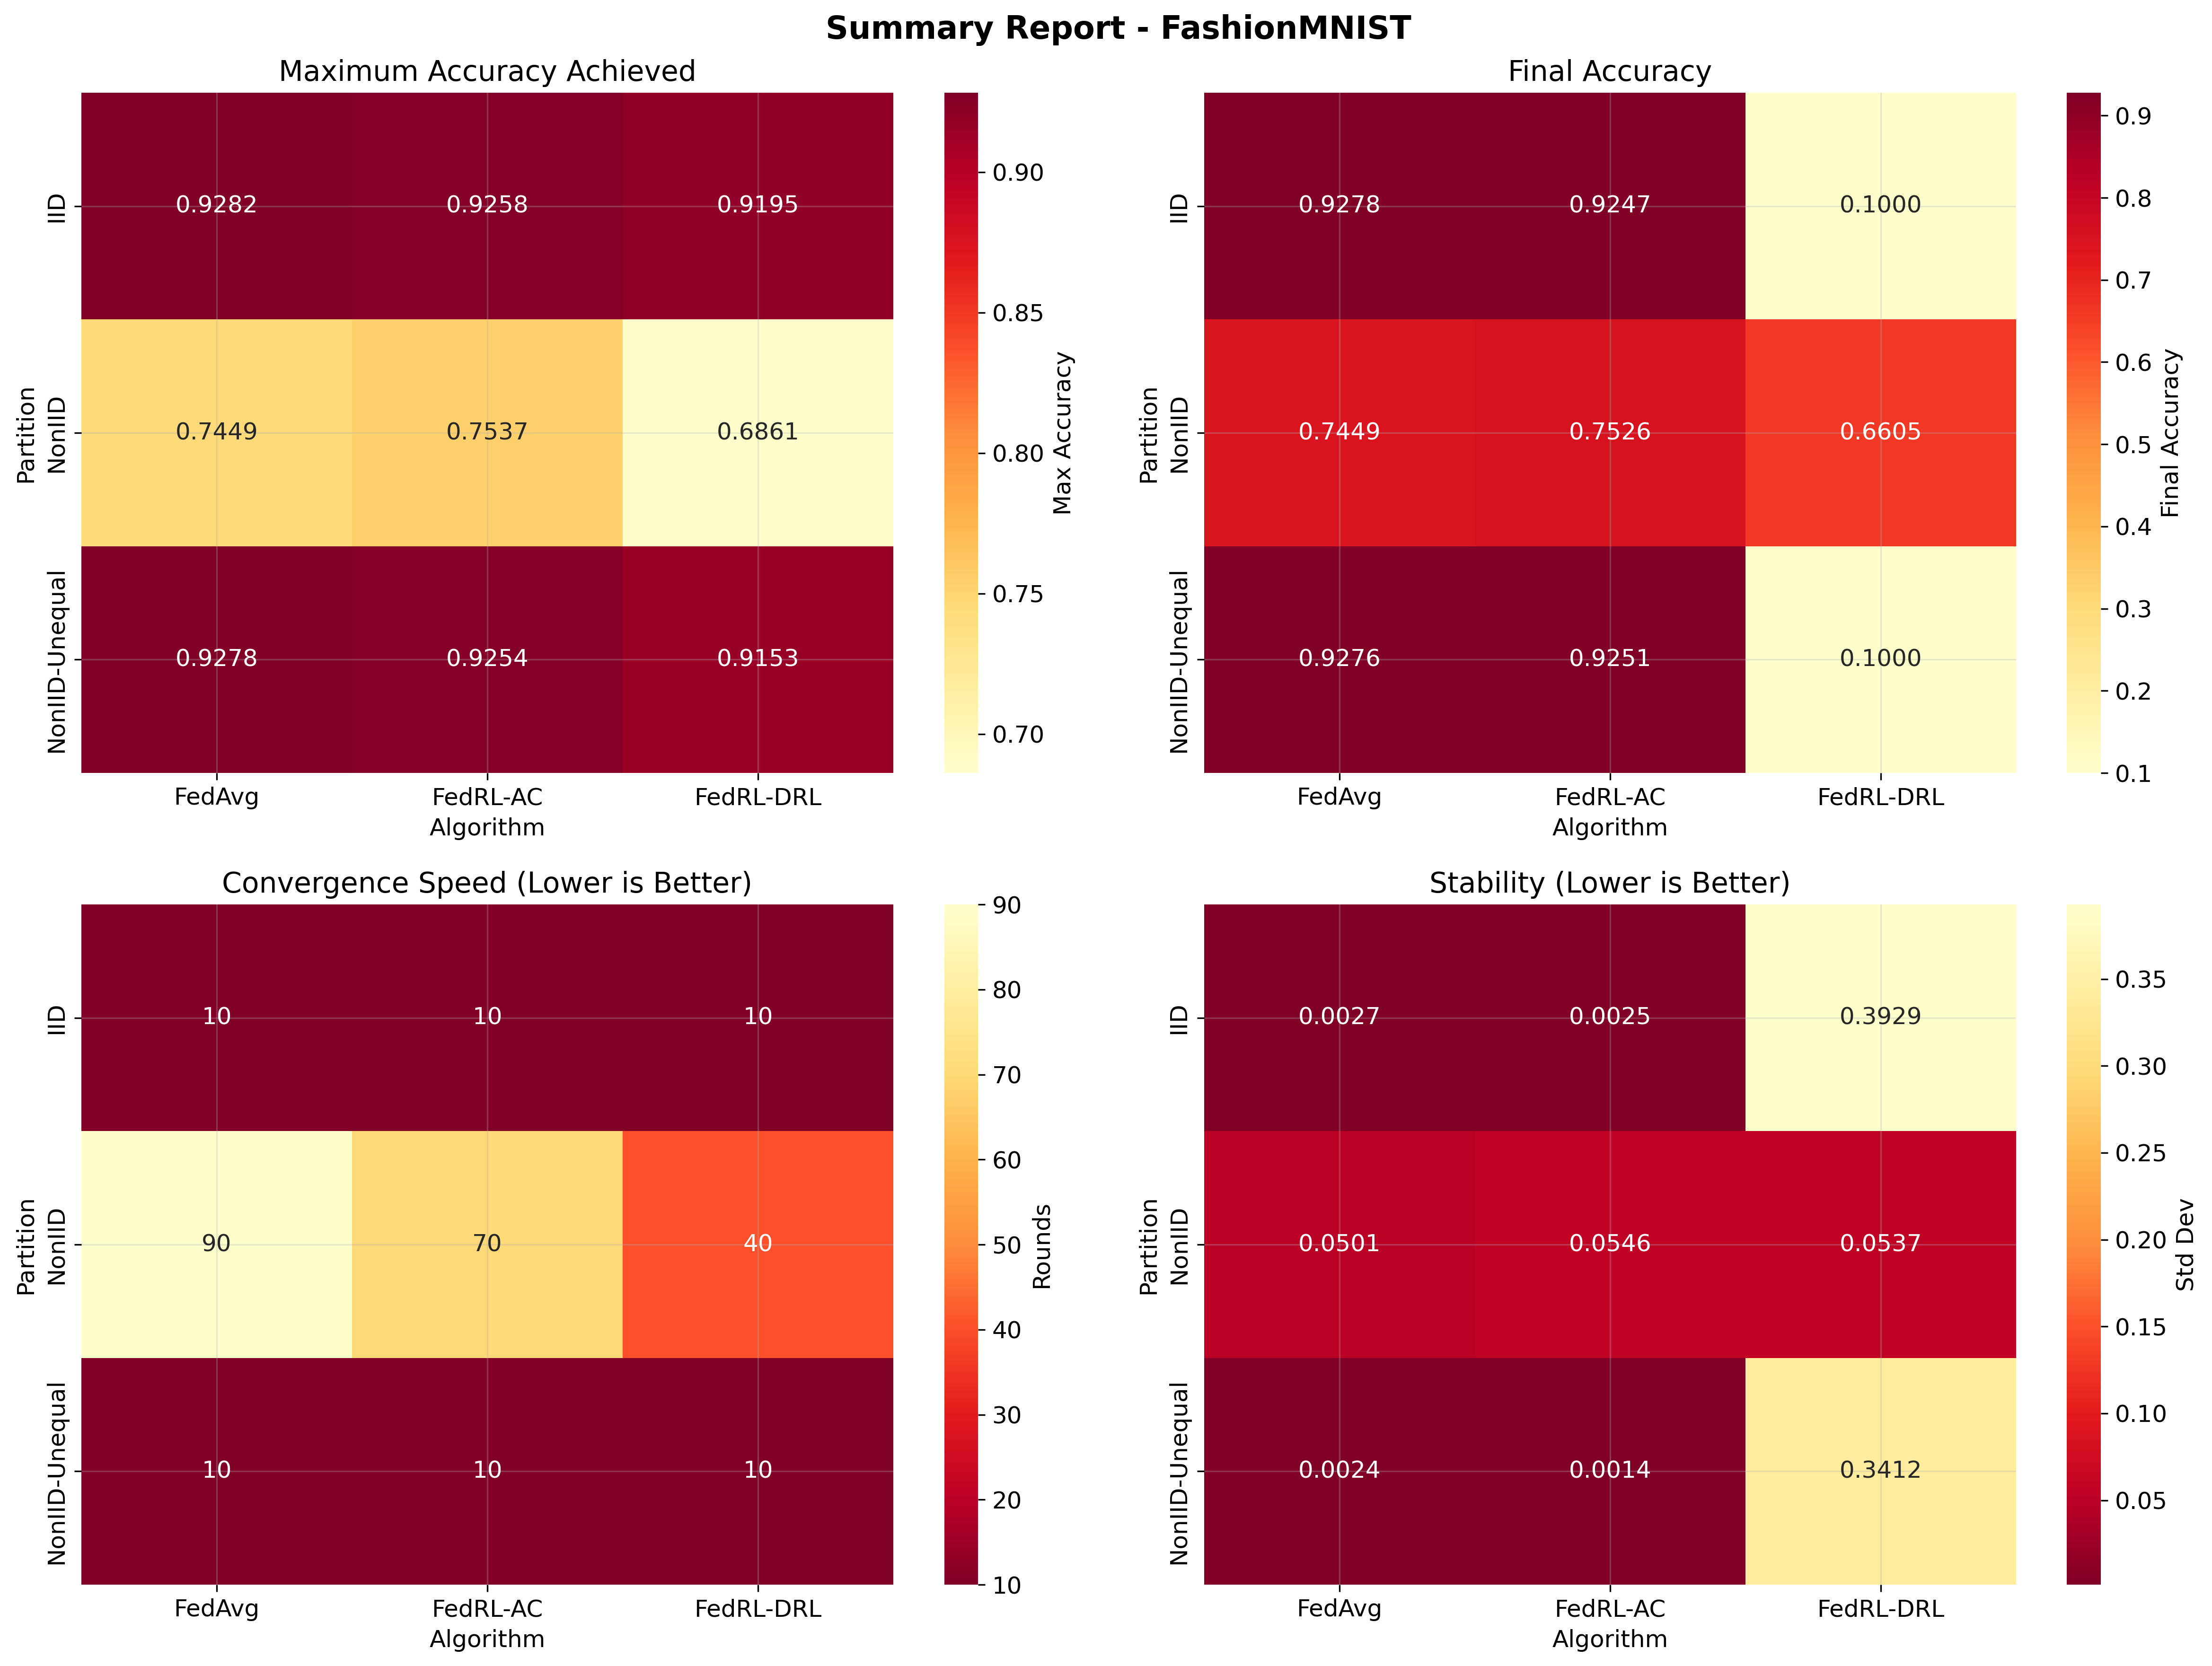 Summary Report - FashionMNIST
Maximum Accuracy Achieved
Partition
IID
NonIID
NonIID-Unequal
0.9282 0.9258 0.9195
0.7449 0.7537 0.6861
0.9278 0.9254 0.9153
FedAvg FedRL-AC FedRL-DRL
Algorithm
0.90
0.85
0.80
0.75
0.70
Max Accuracy
Final Accuracy
Partition
IID
NonIID
NonIID-Unequal
0.9278 0.9247 0.1000
0.7449 0.7526 0.6605
0.9276 0.9251 0.1000
FedAvg FedRL-AC FedRL-DRL
Algorithm
0.9
0.8
0.7
0.6
0.5
0.4
0.3
0.2
0.1
Final Accuracy
Convergence Speed (Lower is Better)
Partition
IID
NonIID
NonIID-Unequal
10 10 10
90 70 40
10 10 10
FedAvg FedRL-AC FedRL-DRL
Algorithm
90
80
70
60
50
40
30
20
10
Rounds
Stability (Lower is Better)
Partition
IID
NonIID
NonIID-Unequal
0.0027 0.0025 0.3929
0.0501 0.0546 0.0537
0.0024 0.0014 0.3412
FedAvg FedRL-AC FedRL-DRL
Algorithm
0.35
0.30
0.25
0.20
0.15
0.10
0.05
Std Dev